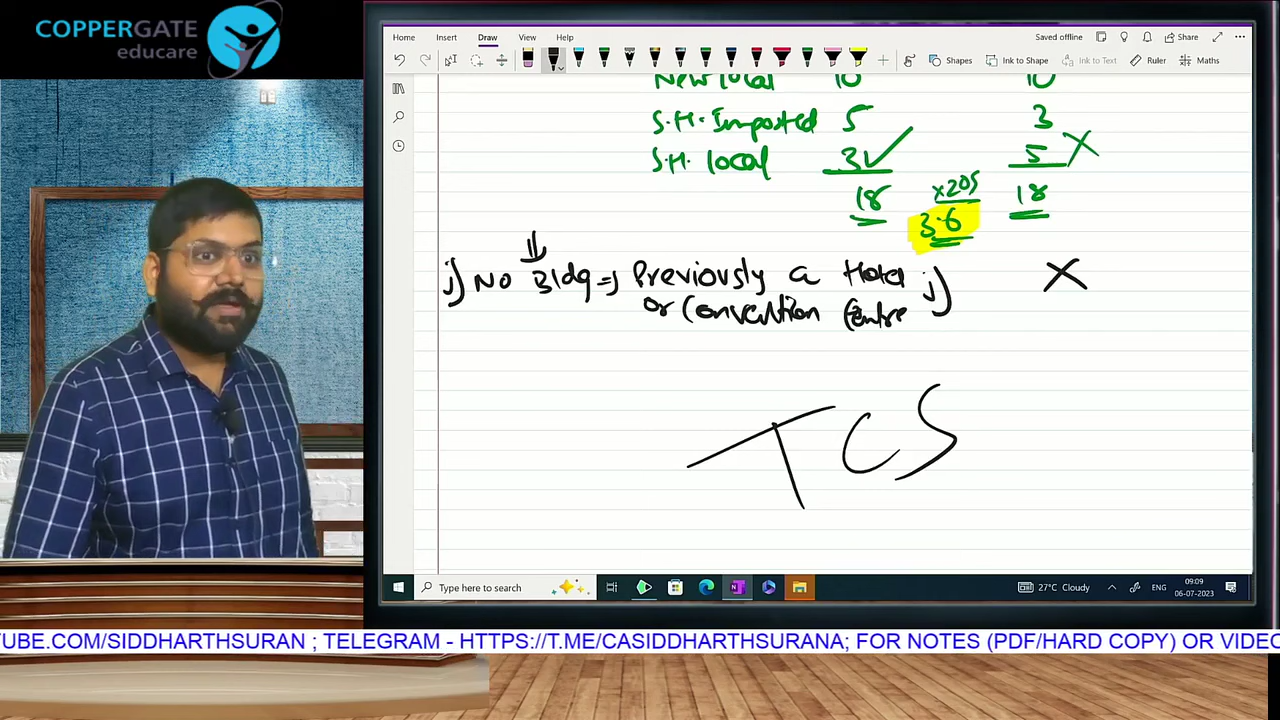 COPPERGATE
educare
Home Insert Draw View Help Saved offline Share
Shapes Ink to Shape Ink to Text Ruler Maths
New local 10 10
S.H. Imported 5 3
S.H. local 3 5
18 x20% 18
3.6
j) No Bldg => Previously a Hotel j) X
or Convention Centre
TCS
Type here to search 27°C Cloudy ENG 09:09
06-07-2023
TUBE.COM/SIDDHARTHSURAN ; TELEGRAM - HTTPS://T.ME/CASIDDHARTHSURANA; FOR NOTES (PDF/HARD COPY) OR VIDEO